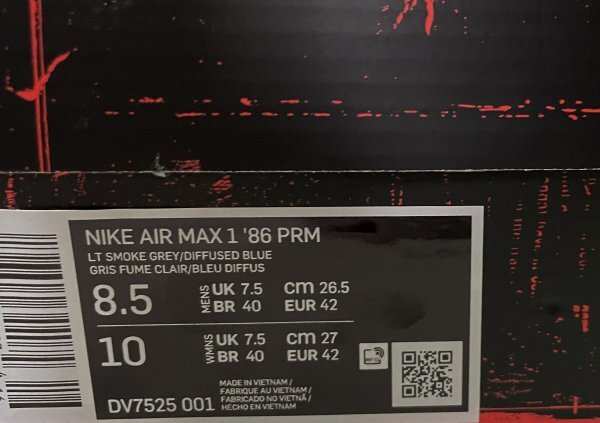 NIKE AIR MAX 1 '86 PRM
LT SMOKE GREY/DIFFUSED BLUE
GRIS FUME CLAIR/BLEU DIFFUS
8.5 MENS UK 7.5 cm 26.5
BR 40 EUR 42
10 WMNS UK 7.5 cm 27
BR 40 EUR 42
DV7525 001
MADE IN VIETNAM /
FABRIQUE AU VIETNAM /
FABRICADO NO VIETNÃ /
HECHO EN VIETNAM